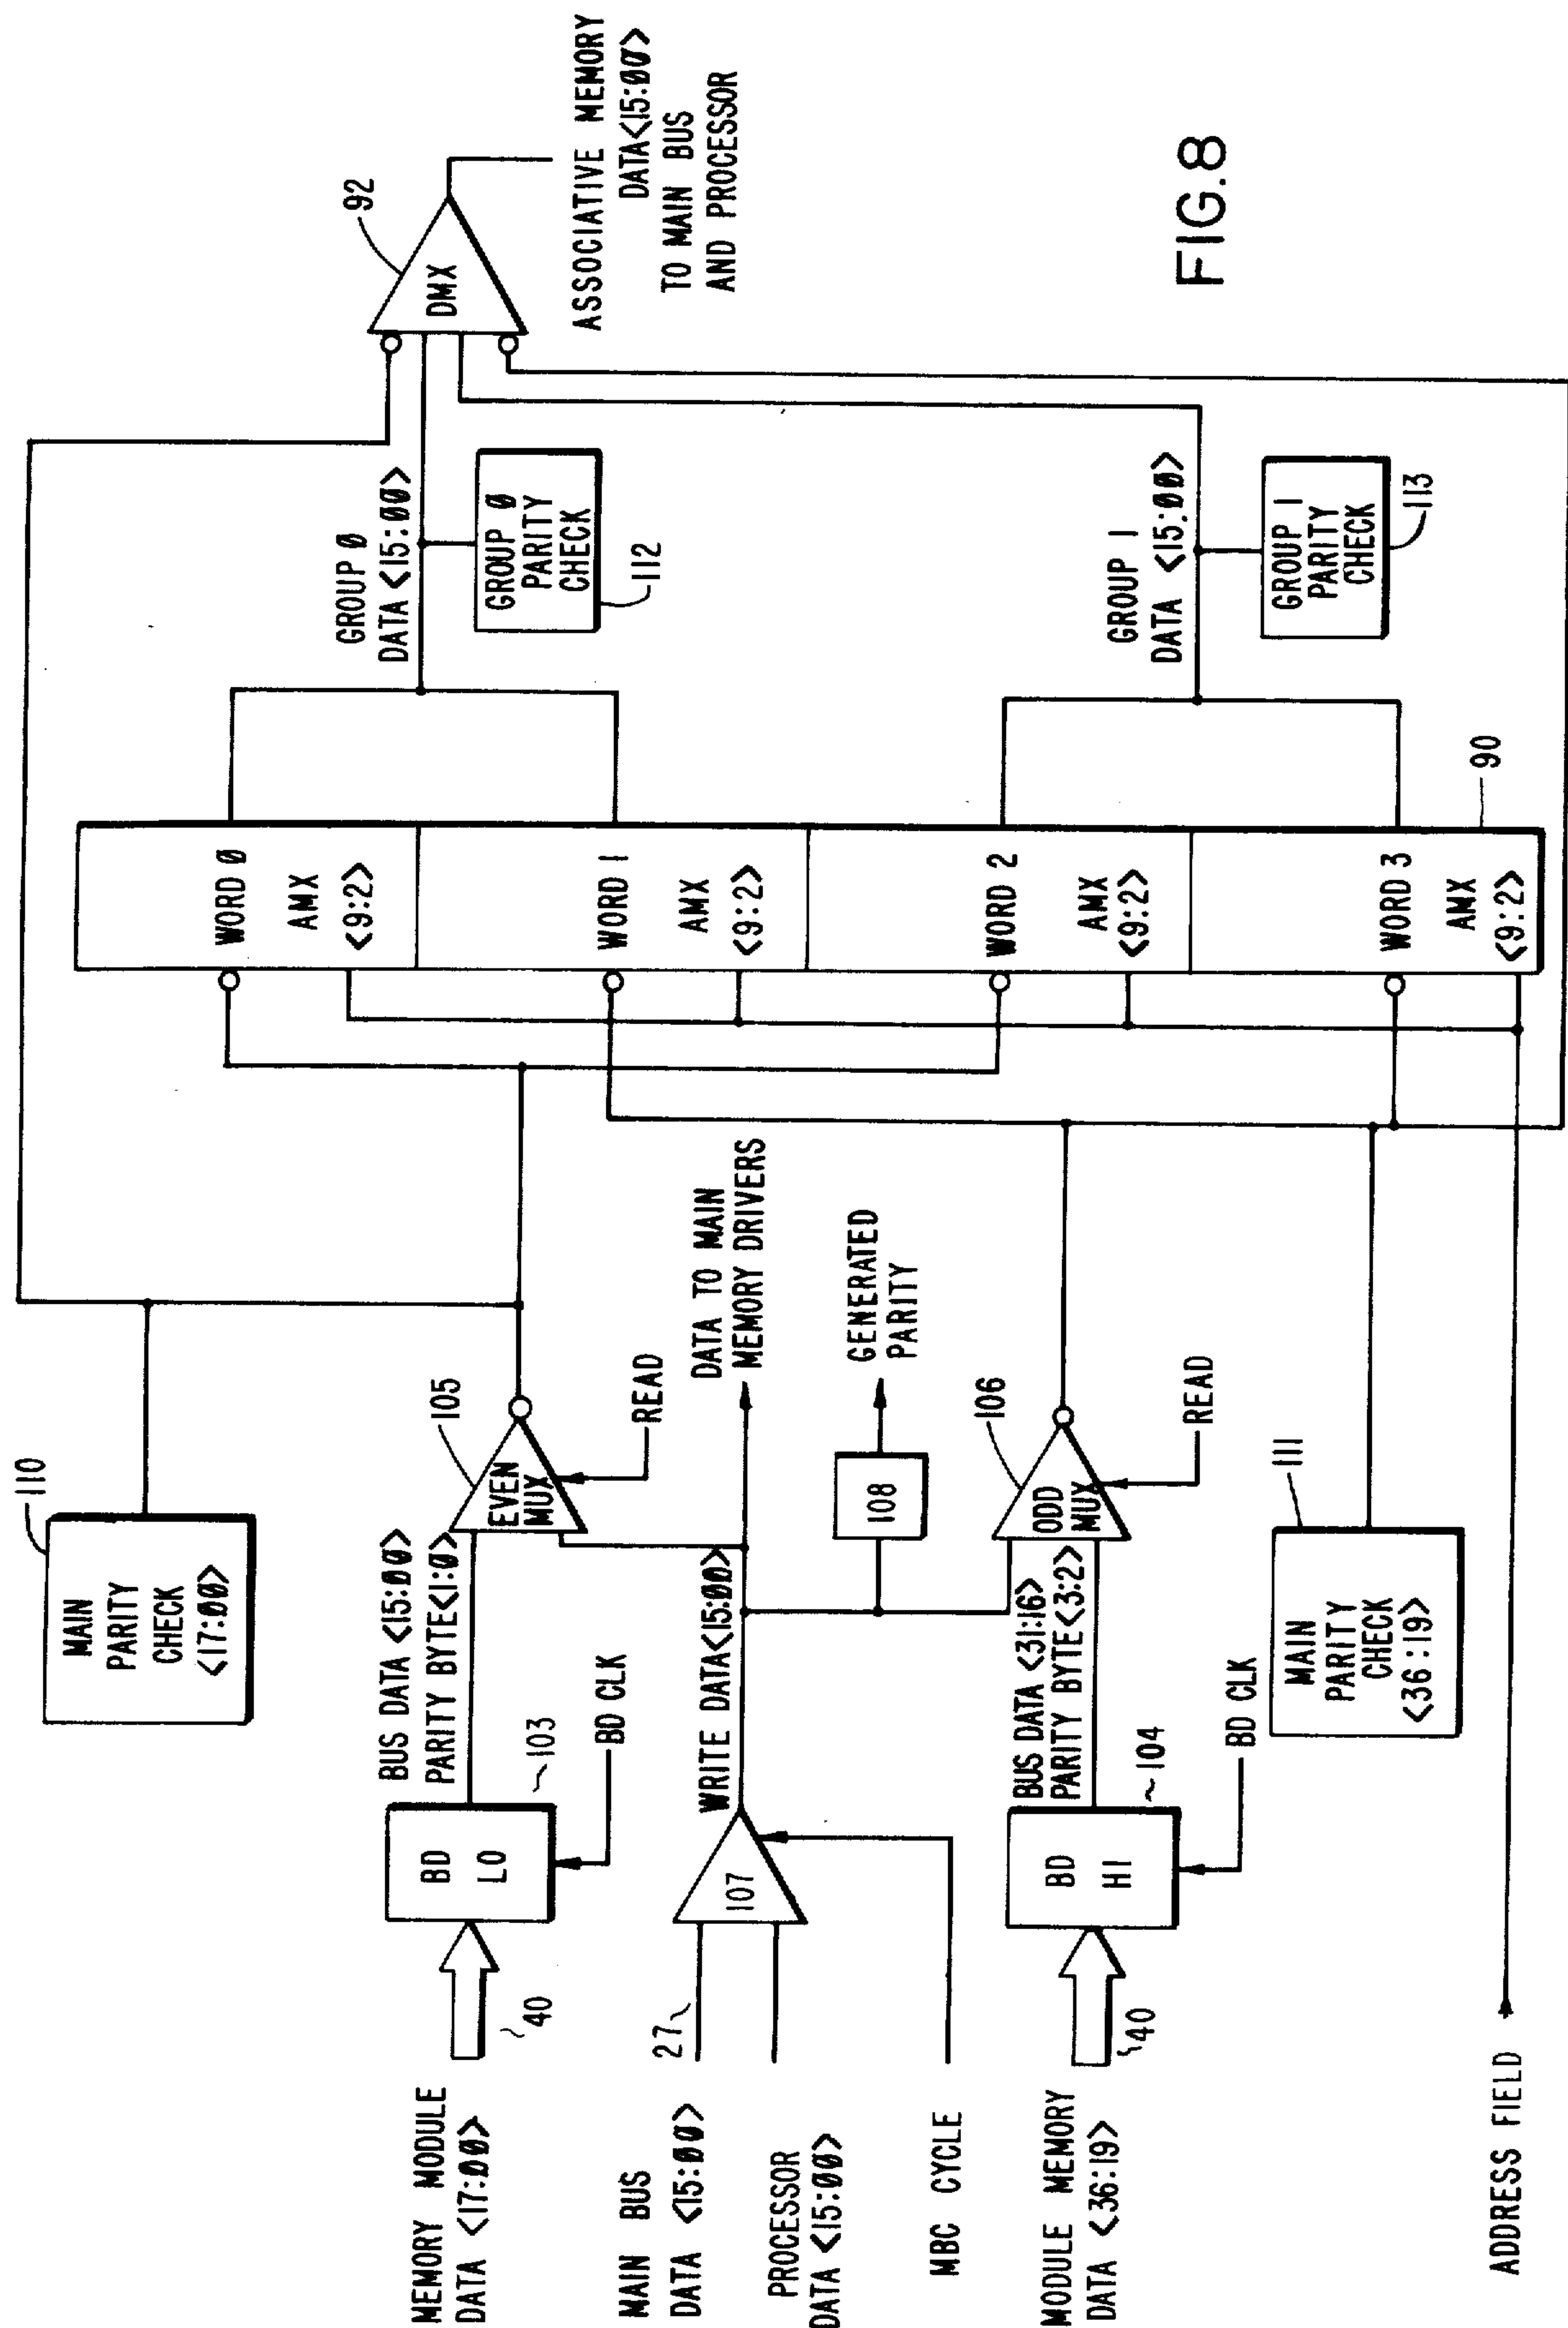 MEMORY MODULE
DATA <17:00>
40
BD
LO
103
BD CLK
BUS DATA <15:00>
PARITY BYTE<1:0>
EVEN
MUX
105
READ
110
MAIN
PARITY
CHECK
<17:00>
MAIN BUS
DATA <15:00>
27
PROCESSOR
DATA <15:00>
107
MBC CYCLE
WRITE DATA<15:00>
DATA TO MAIN
MEMORY DRIVERS
108
GENERATED
PARITY
MODULE MEMORY
DATA <36:19>
40
BD
HI
104
BD CLK
BUS DATA <31:16>
PARITY BYTE<3:2>
ODD
MUX
106
READ
111
MAIN
PARITY
CHECK
<36:19>
ADDRESS FIELD
WORD 0
AMX
<9:2>
WORD 1
AMX
<9:2>
WORD 2
AMX
<9:2>
WORD 3
AMX
<9:2>
90
GROUP 0
DATA <15:00>
GROUP 0
PARITY
CHECK
112
GROUP 1
DATA <15:00>
GROUP 1
PARITY
CHECK
113
DMX
92
ASSOCIATIVE MEMORY
DATA<15:00>
TO MAIN BUS
AND PROCESSOR
FIG.8